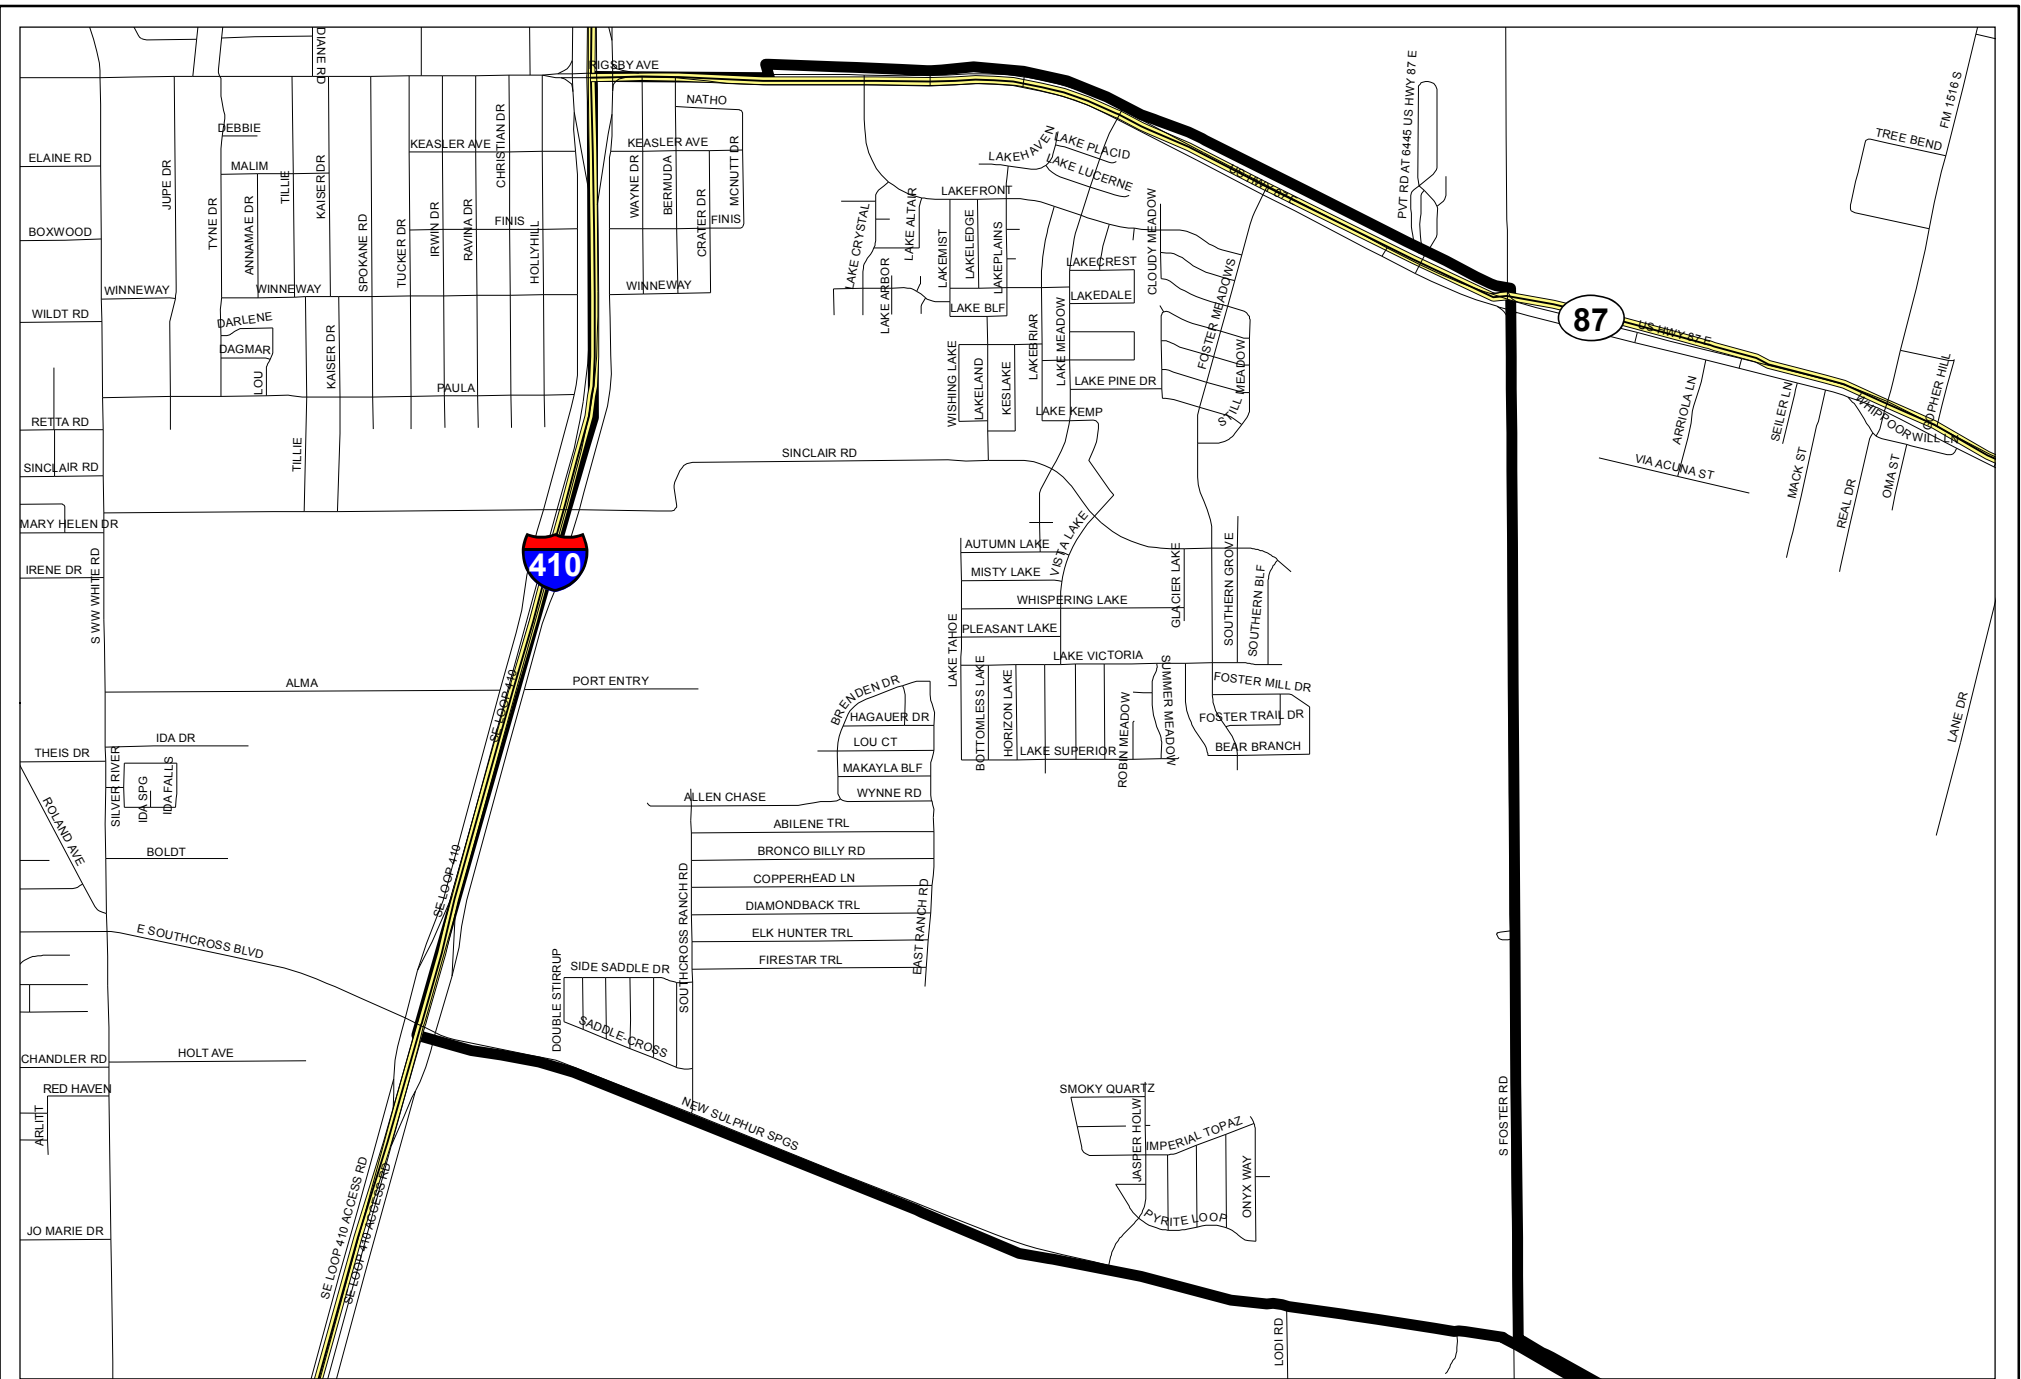 DIANE RD
RIGSBY AVE
NATHO
DEBBIE
KEASLER AVE
KEASLER AVE
CHRISTIAN DR
MCNUTT DR
ELAINE RD
MALIM
JUPE DR
TILLIE
KAISER DR
WAYNE DR
BERMUDA
CRATER DR
FINIS
FINIS
TYNE DR
ANNAMAE DR
SPOKANE RD
TUCKER DR
IRWIN DR
RAVINA DR
HOLLYHILL
BOXWOOD
WINNEWAY
WINNEWAY
WINNEWAY
WILDT RD
DARLENE
DAGMAR
LOU
KAISER DR
PAULA
RETTA RD
TILLIE
SINCLAIR RD
SINCLAIR RD
MARY HELEN DR
IRENE DR
S WW WHITE RD
410
LAKEHAVEN
LAKE PLACID
LAKE LUCERNE
LAKEFRONT
LAKE CRYSTAL
LAKE ALTAIR
LAKE ARBOR
LAKEMIST
LAKELEDGE
LAKEPLAINS
LAKECREST
LAKEDALE
CLOUDY MEADOW
LAKE BLF
WISHING LAKE
LAKELAND
KESLAKE
LAKEBRIAR
LAKE MEADOW
LAKE PINE DR
LAKE KEMP
FOSTER MEADOWS
STILL MEADOW
US HWY 87 E
PVT RD AT 6445 US HWY 87 E
FM 1516 S
TREE BEND
87
US HWY 87 E
ARRIOLA LN
SEILER LN
VIA ACUNA ST
MACK ST
REAL DR
OMA ST
WHIPPOORWILL LN
GOPHER HILL
LANE DR
AUTUMN LAKE
VISTA LAKE
MISTY LAKE
WHISPERING LAKE
PLEASANT LAKE
LAKE TAHOE
LAKE VICTORIA
GLACIER LAKE
SOUTHERN GROVE
SOUTHERN BLF
BOTTOMLESS LAKE
HORIZON LAKE
LAKE SUPERIOR
ROBIN MEADOW
SUMMER MEADOW
FOSTER MILL DR
FOSTER TRAIL DR
BEAR BRANCH
ALMA
PORT ENTRY
SE LOOP 410
SE LOOP 410
IDA DR
THEIS DR
SILVER RIVER
IDA SPG
IDA FALLS
ROLAND AVE
BOLDT
E SOUTHCROSS BLVD
BRENDEN DR
HAGAUER DR
LOU CT
MAKAYLA BLF
WYNNE RD
ALLEN CHASE
ABILENE TRL
BRONCO BILLY RD
COPPERHEAD LN
DIAMONDBACK TRL
ELK HUNTER TRL
FIRESTAR TRL
SOUTHCROSS RANCH RD
EAST RANCH RD
DOUBLE STIRRUP
SIDE SADDLE DR
SADDLE-CROSS
CHANDLER RD
HOLT AVE
RED HAVEN
ARLITT
JO MARIE DR
SE LOOP 410 ACCESS RD
SE LOOP 410 ACCESS RD
NEW SULPHUR SPGS
SMOKY QUARTZ
JASPER HOLW
IMPERIAL TOPAZ
PYRITE LOOP
ONYX WAY
S FOSTER RD
LODI RD